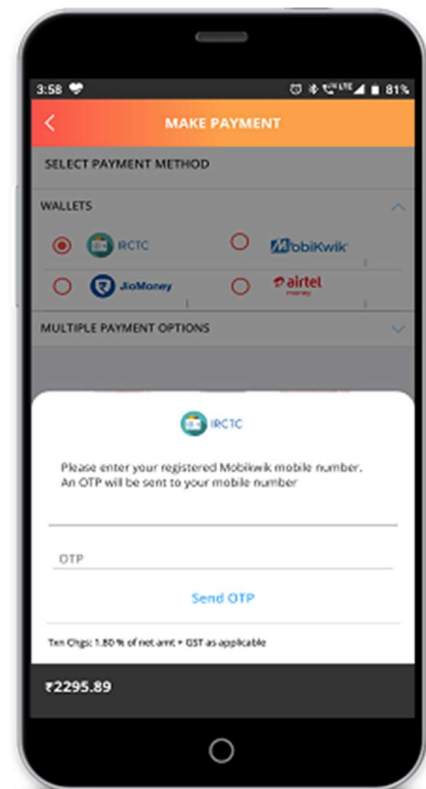 3:58
VoLTE 81%
MAKE PAYMENT
SELECT PAYMENT METHOD
WALLETS
IRCTC MobiKwik
JioMoney airtel
money
MULTIPLE PAYMENT OPTIONS
IRCTC
Please enter your registered Mobikwik mobile number.
An OTP will be sent to your mobile number
OTP
Send OTP
Txn Chgs: 1.80 % of net amt + GST as applicable
₹2295.89